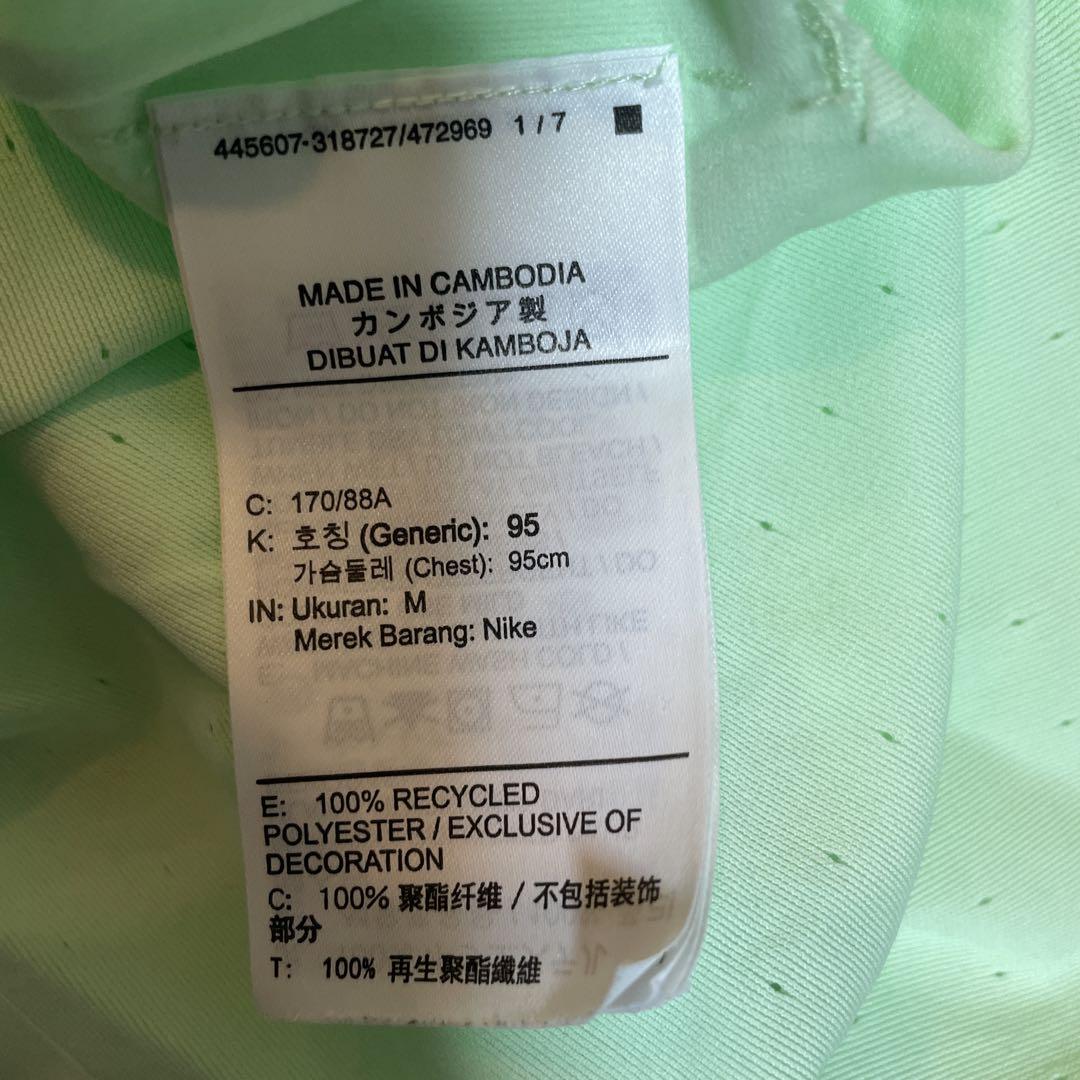 445607-318727/472969 1 / 7
MADE IN CAMBODIA
カンボジア製
DIBUAT DI KAMBOJA
C: 170/88A
K: 호칭 (Generic): 95
가슴둘레 (Chest): 95cm
IN: Ukuran: M
Merek Barang: Nike
E: 100% RECYCLED
POLYESTER / EXCLUSIVE OF
DECORATION
C: 100% 聚酯纤维 / 不包括装饰
部分
T: 100% 再生聚酯纖維